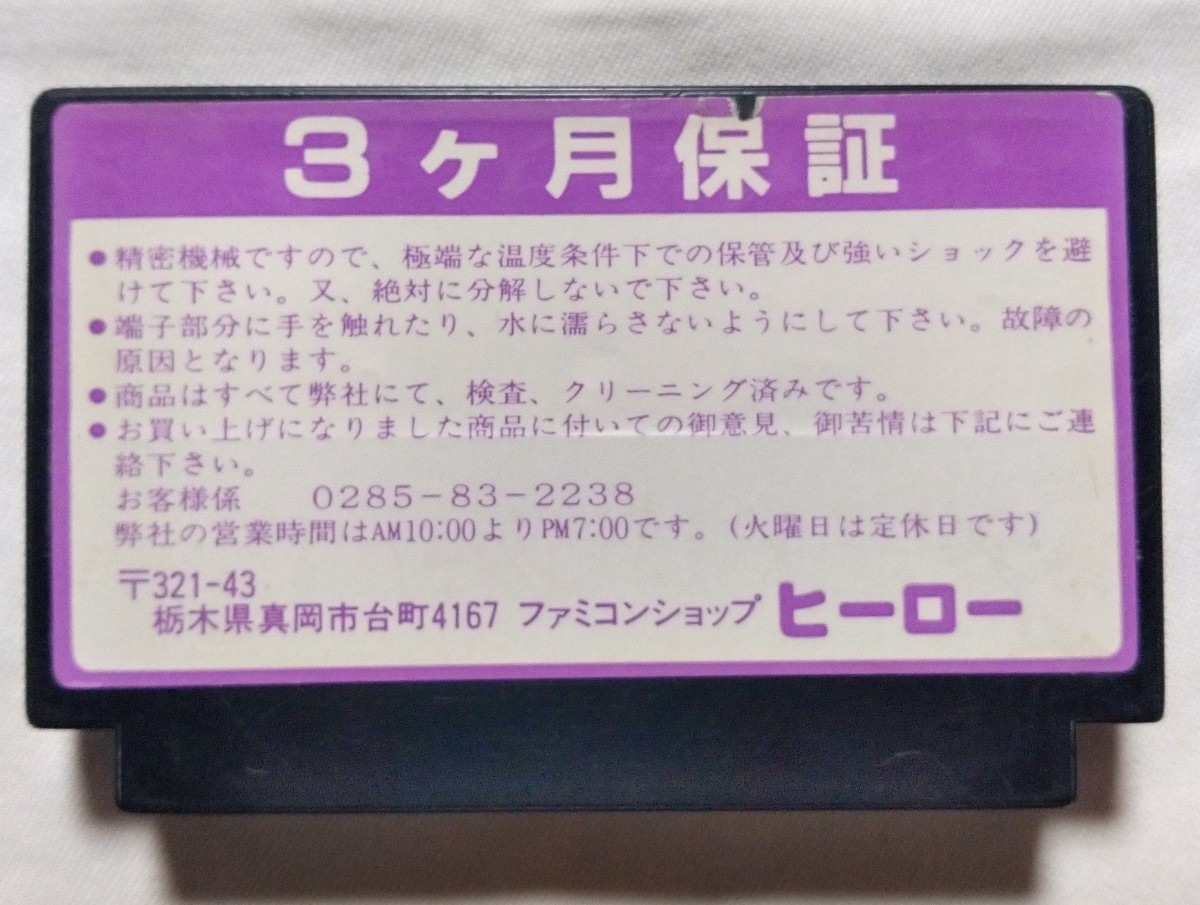 3ヶ月保証
●精密機械ですので、極端な温度条件下での保管及び強いショックを避
けて下さい。又、絶対に分解しないで下さい。
●端子部分に手を触れたり、水に濡らさないようにして下さい。故障の
原因となります。
●商品はすべて弊社にて、検査、クリーニング済みです。
●お買い上げになりました商品に付いての御意見、御苦情は下記にご連
絡下さい。
お客様係 0285-83-2238
弊社の営業時間はAM10:00よりPM7:00です。(火曜日は定休日です)
〒321-43
栃木県真岡市台町4167 ファミコンショップ ヒーロー